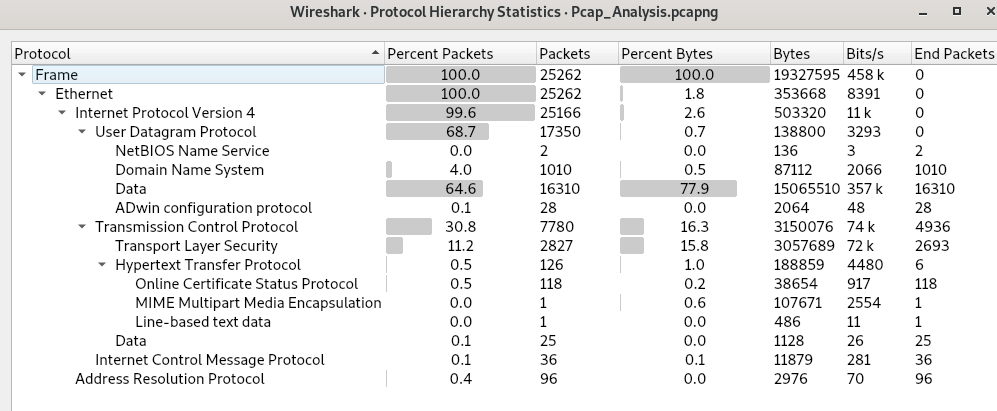 Wireshark · Protocol Hierarchy Statistics · Pcap_Analysis.pcapng
Protocol Percent Packets Packets Percent Bytes Bytes Bits/s End Packets
Frame 100.0 25262 100.0 19327595 458 k 0
Ethernet 100.0 25262 1.8 353668 8391 0
Internet Protocol Version 4 99.6 25166 2.6 503320 11 k 0
User Datagram Protocol 68.7 17350 0.7 138800 3293 0
NetBIOS Name Service 0.0 2 0.0 136 3 2
Domain Name System 4.0 1010 0.5 87112 2066 1010
Data 64.6 16310 77.9 15065510 357 k 16310
ADwin configuration protocol 0.1 28 0.0 2064 48 28
Transmission Control Protocol 30.8 7780 16.3 3150076 74 k 4936
Transport Layer Security 11.2 2827 15.8 3057689 72 k 2693
Hypertext Transfer Protocol 0.5 126 1.0 188859 4480 6
Online Certificate Status Protocol 0.5 118 0.2 38654 917 118
MIME Multipart Media Encapsulation 0.0 1 0.6 107671 2554 1
Line-based text data 0.0 1 0.0 486 11 1
Data 0.1 25 0.0 1128 26 25
Internet Control Message Protocol 0.1 36 0.1 11879 281 36
Address Resolution Protocol 0.4 96 0.0 2976 70 96